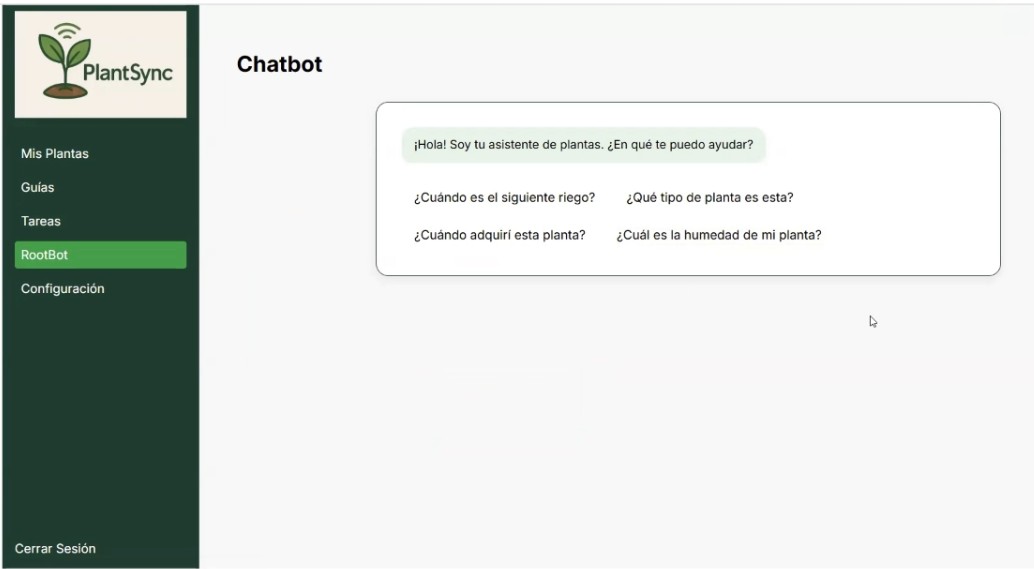 PlantSync
Mis Plantas
Guías
Tareas
RootBot
Configuración
Cerrar Sesión
Chatbot
¡Hola! Soy tu asistente de plantas. ¿En qué te puedo ayudar?
¿Cuándo es el siguiente riego? ¿Qué tipo de planta es esta?
¿Cuándo adquirí esta planta? ¿Cuál es la humedad de mi planta?